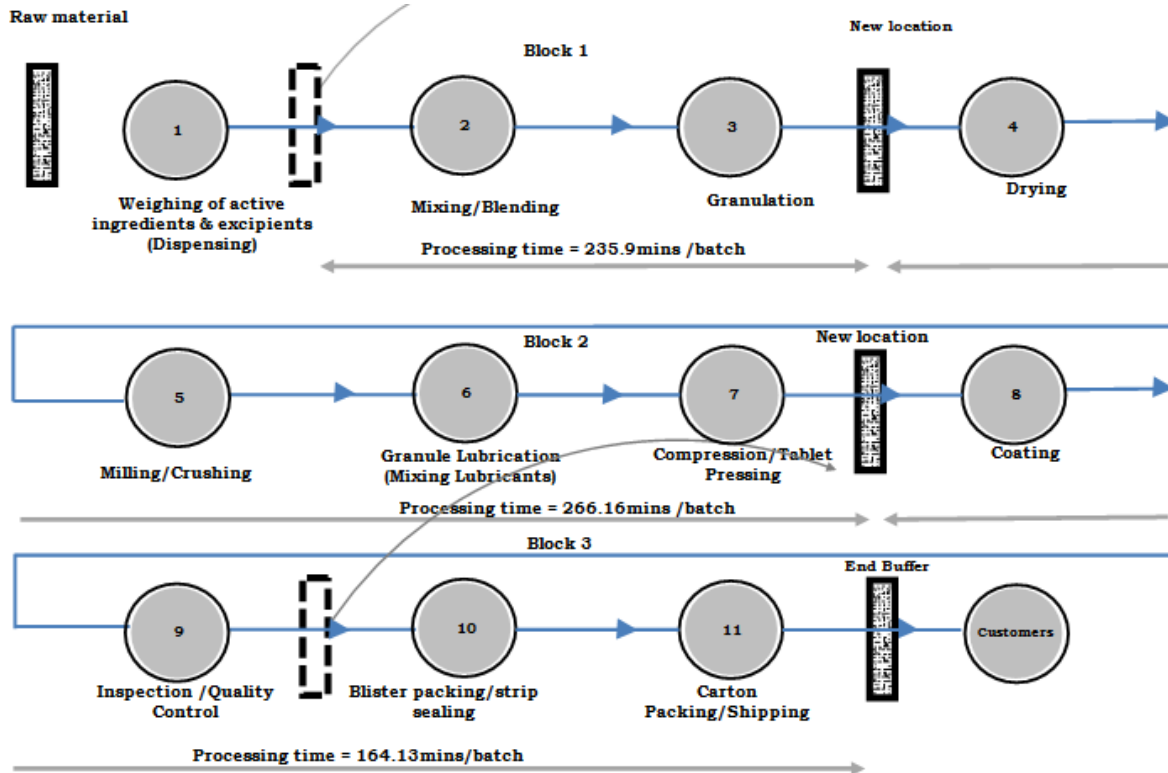 Raw material
Block 1
New location
1
2
3
4
Weighing of active
ingredients & excipients
(Dispensing)
Mixing/Blending
Granulation
Drying
Processing time = 235.9mins /batch
Block 2
New location
5
6
7
8
Milling/Crushing
Granule Lubrication
(Mixing Lubricants)
Compression/Tablet
Pressing
Coating
Processing time = 266.16mins /batch
Block 3
End Buffer
9
10
11
Customers
Inspection /Quality
Control
Blister packing/strip
sealing
Carton
Packing/Shipping
Processing time = 164.13mins/batch